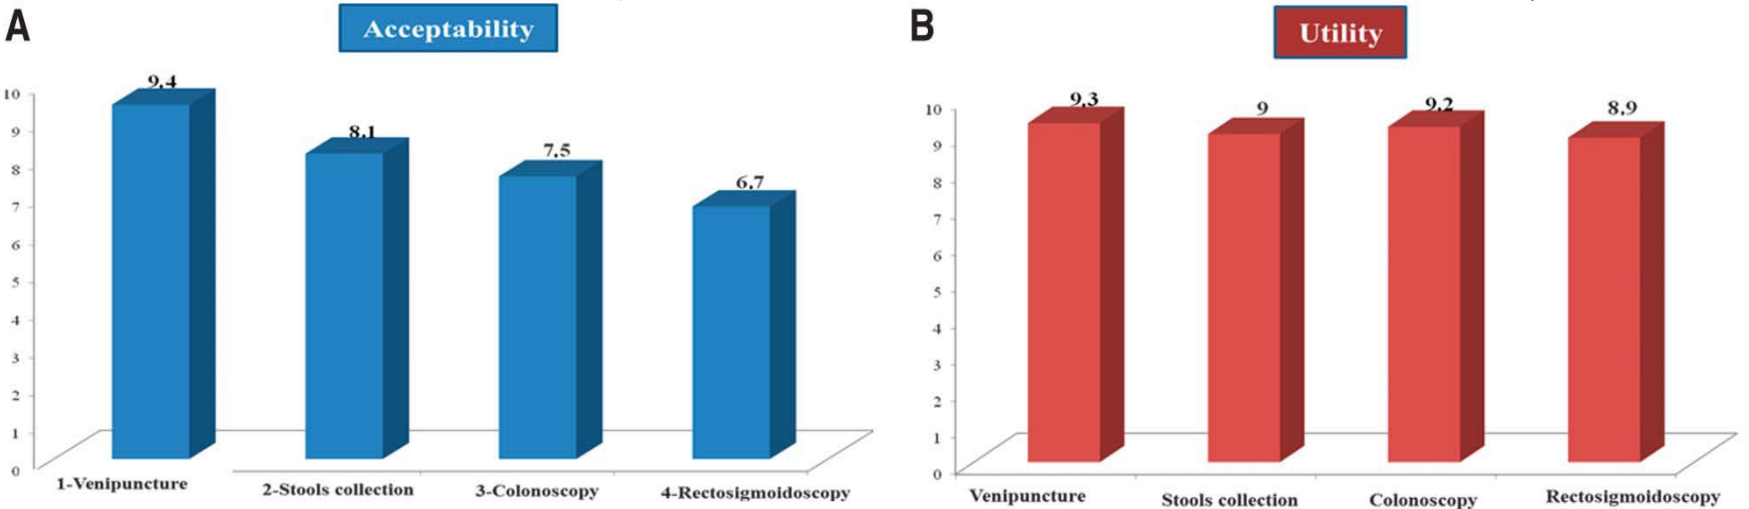 A
Acceptability
9.4
8.1
7.5
6.7
10
9
8
7
6
5
4
3
2
1
0
1-Venipuncture
2-Stools collection
3-Colonoscopy
4-Rectosigmoidoscopy
B
Utility
9.3
9
9.2
8.9
10
9
8
7
6
5
4
3
2
1
0
Venipuncture
Stools collection
Colonoscopy
Rectosigmoidoscopy